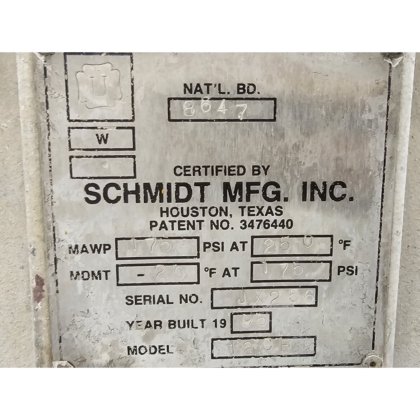 U
NAT'L. BD.
8847
W
CERTIFIED BY
SCHMIDT MFG. INC.
HOUSTON, TEXAS
PATENT NO. 3476440
MAWP 175 PSI AT 250 °F
MDMT -20 °F AT 175 PSI
SERIAL NO.
YEAR BUILT 19
MODEL